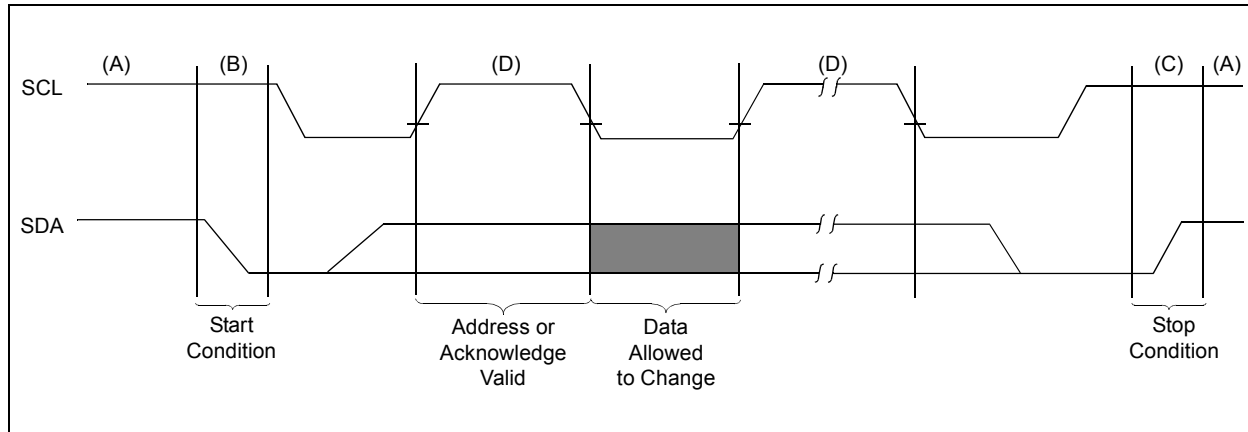 (A) (B) (D) (D) (C) (A)
SCL
SDA
Start
Condition
Address or
Acknowledge
Valid
Data
Allowed
to Change
Stop
Condition